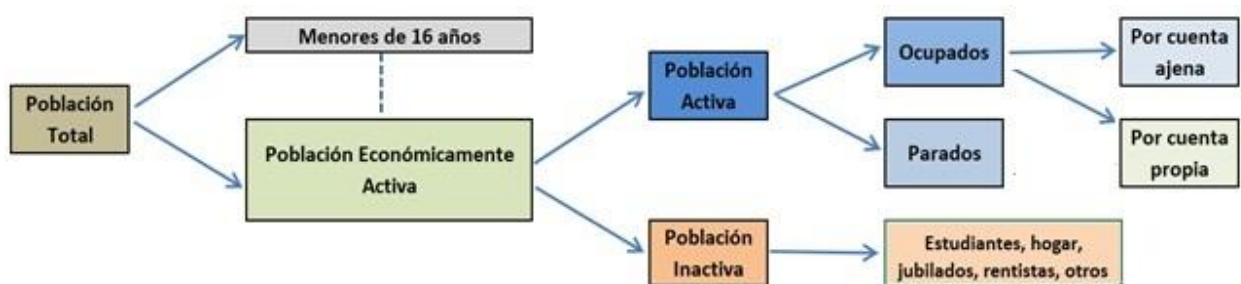 Población
Total
Menores de 16 años
Población Económicamente
Activa
Población
Activa
Población
Inactiva
Ocupados
Parados
Estudiantes, hogar,
jubilados, rentistas, otros
Por cuenta
ajena
Por cuenta
propia